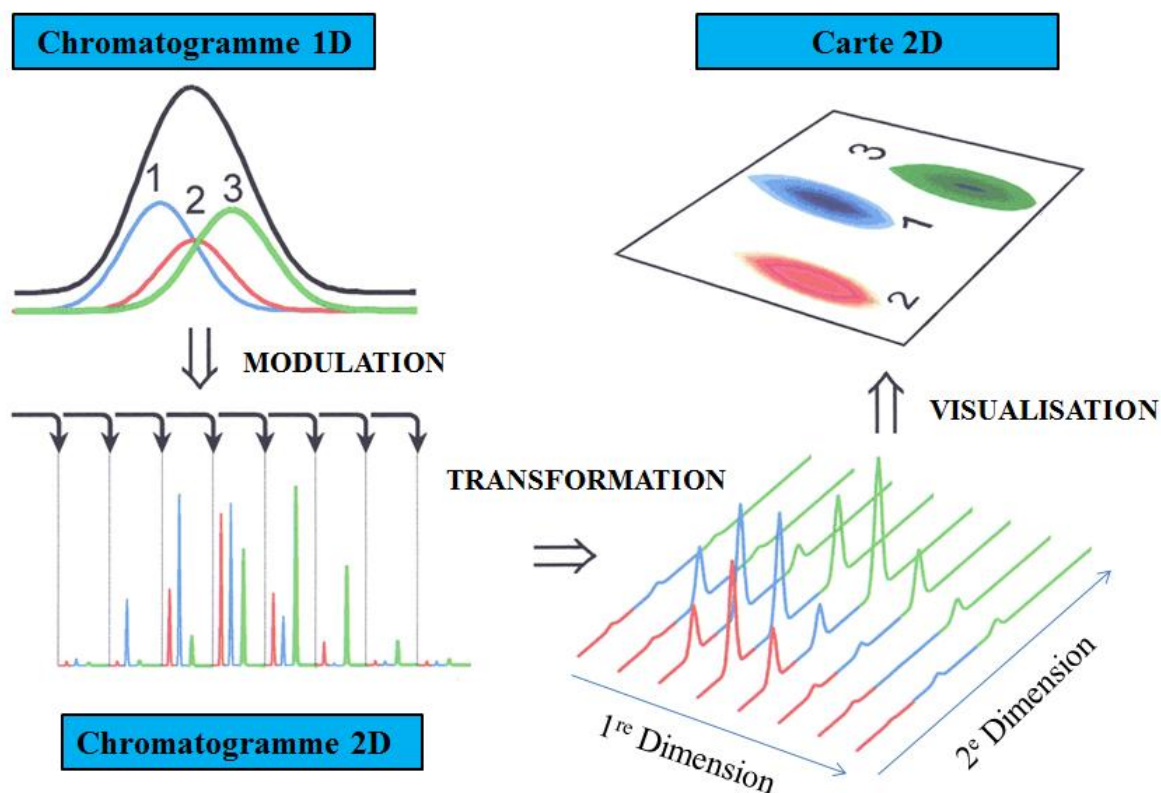 Chromatogramme 1D
1
2
3
MODULATION
Chromatogramme 2D
TRANSFORMATION
1re Dimension
2e Dimension
VISUALISATION
Carte 2D
3
1
2